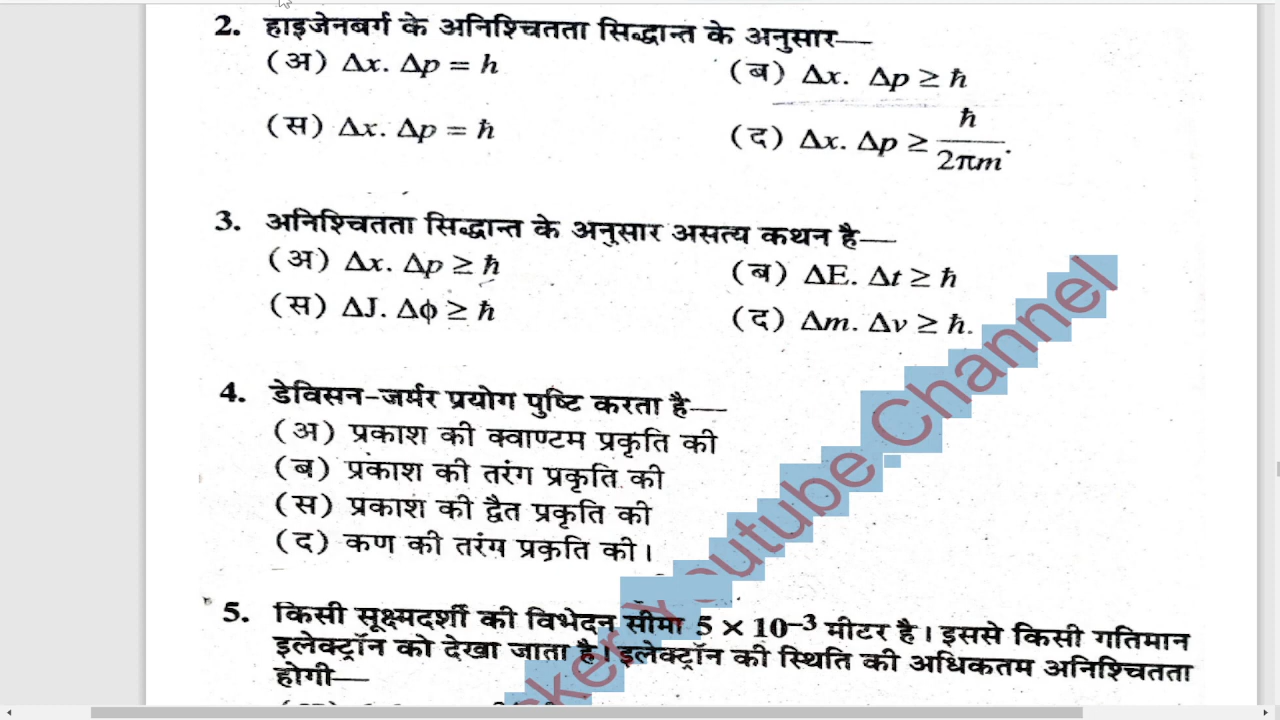 2. हाइजेनबर्ग के अनिश्चितता सिद्धान्त के अनुसार—
(अ) Δx. Δp = h (ब) Δx. Δp ≥ ħ
(स) Δx. Δp = ħ (द) Δx. Δp ≥ ħ/2πm.
3. अनिश्चितता सिद्धान्त के अनुसार असत्य कथन है—
(अ) Δx. Δp ≥ ħ (ब) ΔE. Δt ≥ ħ
(स) ΔJ. Δϕ ≥ ħ (द) Δm. Δv ≥ ħ.
4. डेविसन-जर्मर प्रयोग पुष्टि करता है—
(अ) प्रकाश की क्वाण्टम प्रकृति की
(ब) प्रकाश की तरंग प्रकृति की
(स) प्रकाश की द्वैत प्रकृति की
(द) कण की तरंग प्रकृति की।
5. किसी सूक्ष्मदर्शी की विभेदन सीमा 5 × 10⁻³ मीटर है। इससे किसी गतिमान
इलेक्ट्रॉन को देखा जाता है। इलेक्ट्रॉन की स्थिति की अधिकतम अनिश्चितता
होगी—
cker Youtube Channel